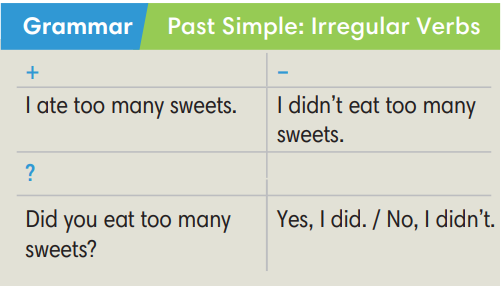 Grammar Past Simple: Irregular Verbs
+ –
I ate too many sweets. I didn't eat too many
sweets.
?
Did you eat too many Yes, I did. / No, I didn't.
sweets?